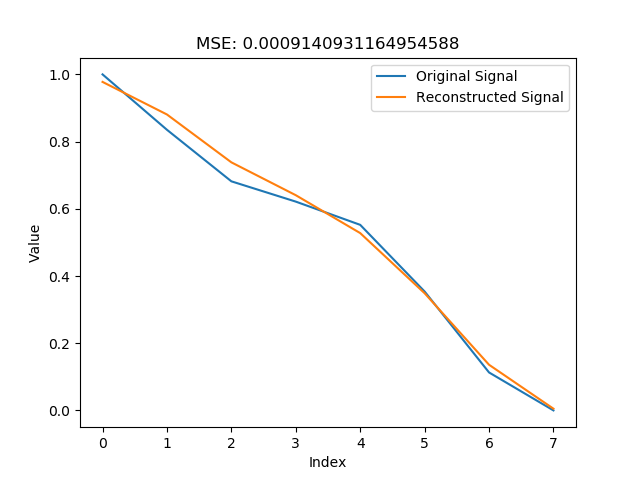 MSE: 0.0009140931164954588
Original Signal
Reconstructed Signal
1.0
0.8
0.6
0.4
0.2
0.0
Value
0 1 2 3 4 5 6 7
Index